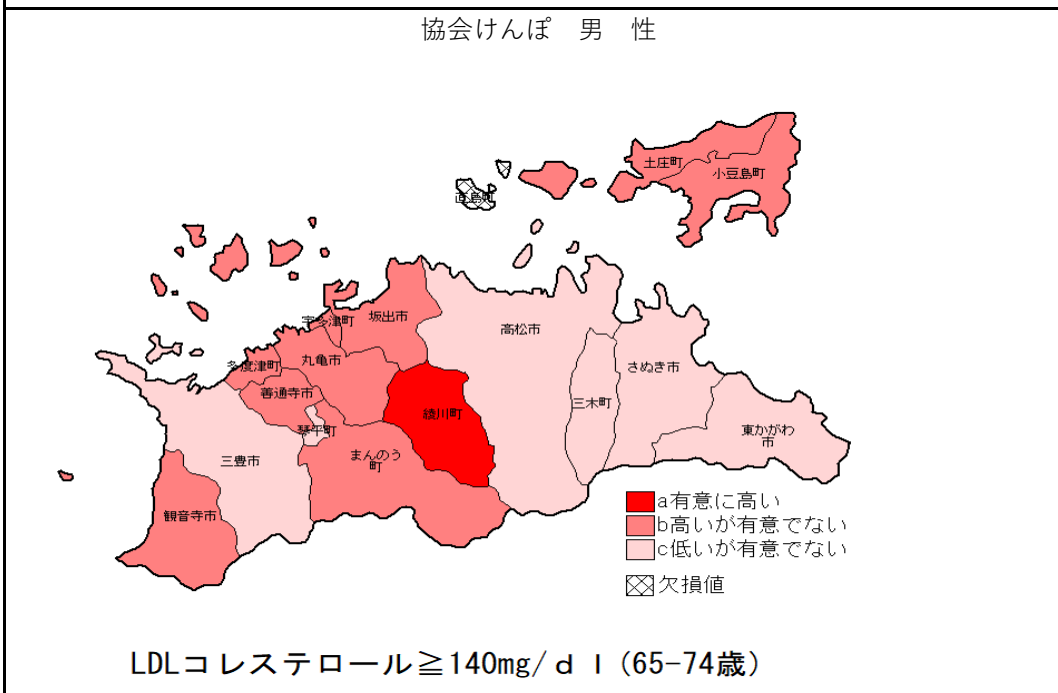 協会けんぽ　男　性
土庄町
小豆島町
直島町
宇多津町
坂出市
高松市
多度津町
丸亀市
さぬき市
善通寺市
綾川町
三木町
琴平町
東かがわ
市
三豊市
まんのう
町
観音寺市
a有意に高い
b高いが有意でない
c低いが有意でない
欠損値
LDLコレステロール≧140mg/ｄｌ(65-74歳)